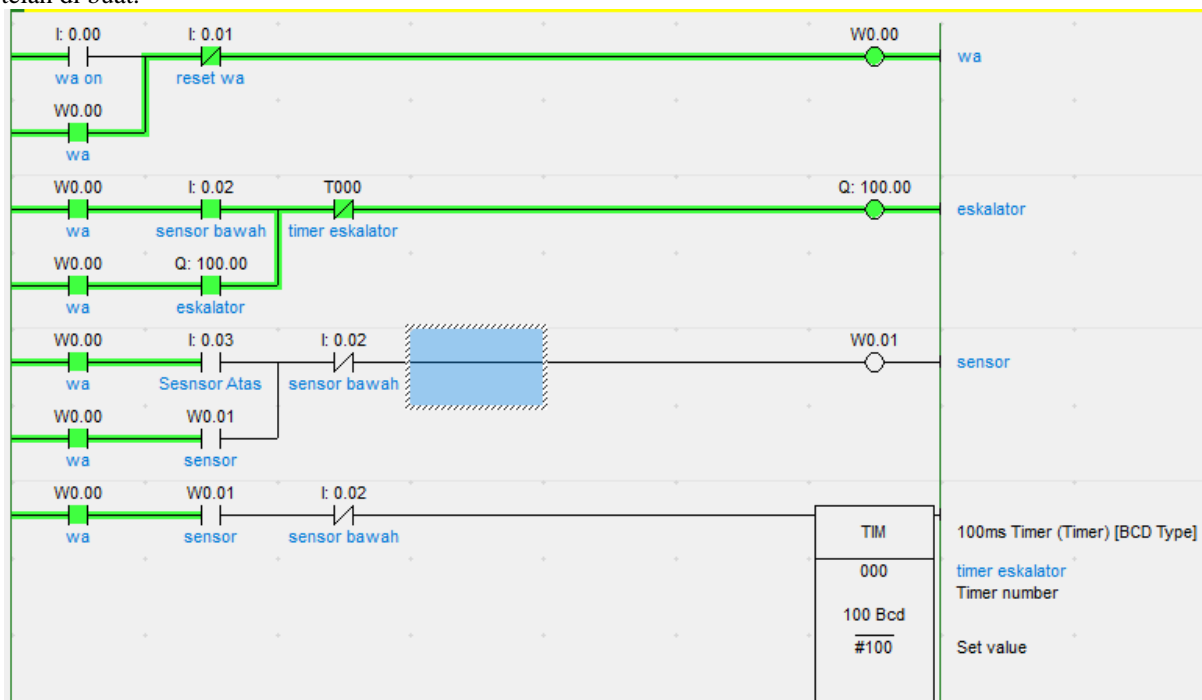 telah di buat.
I: 0.00 I: 0.01 W0.00
wa on reset wa wa
W0.00
wa
W0.00 I: 0.02 T000 Q: 100.00
wa sensor bawah timer eskalator eskalator
W0.00 Q: 100.00
wa eskalator
W0.00 I: 0.03 I: 0.02 W0.01
wa Sesnsor Atas sensor bawah sensor
W0.00 W0.01
wa sensor
W0.00 W0.01 I: 0.02
wa sensor sensor bawah
TIM 100ms Timer (Timer) [BCD Type]
000 timer eskalator
Timer number
100 Bcd
#100 Set value